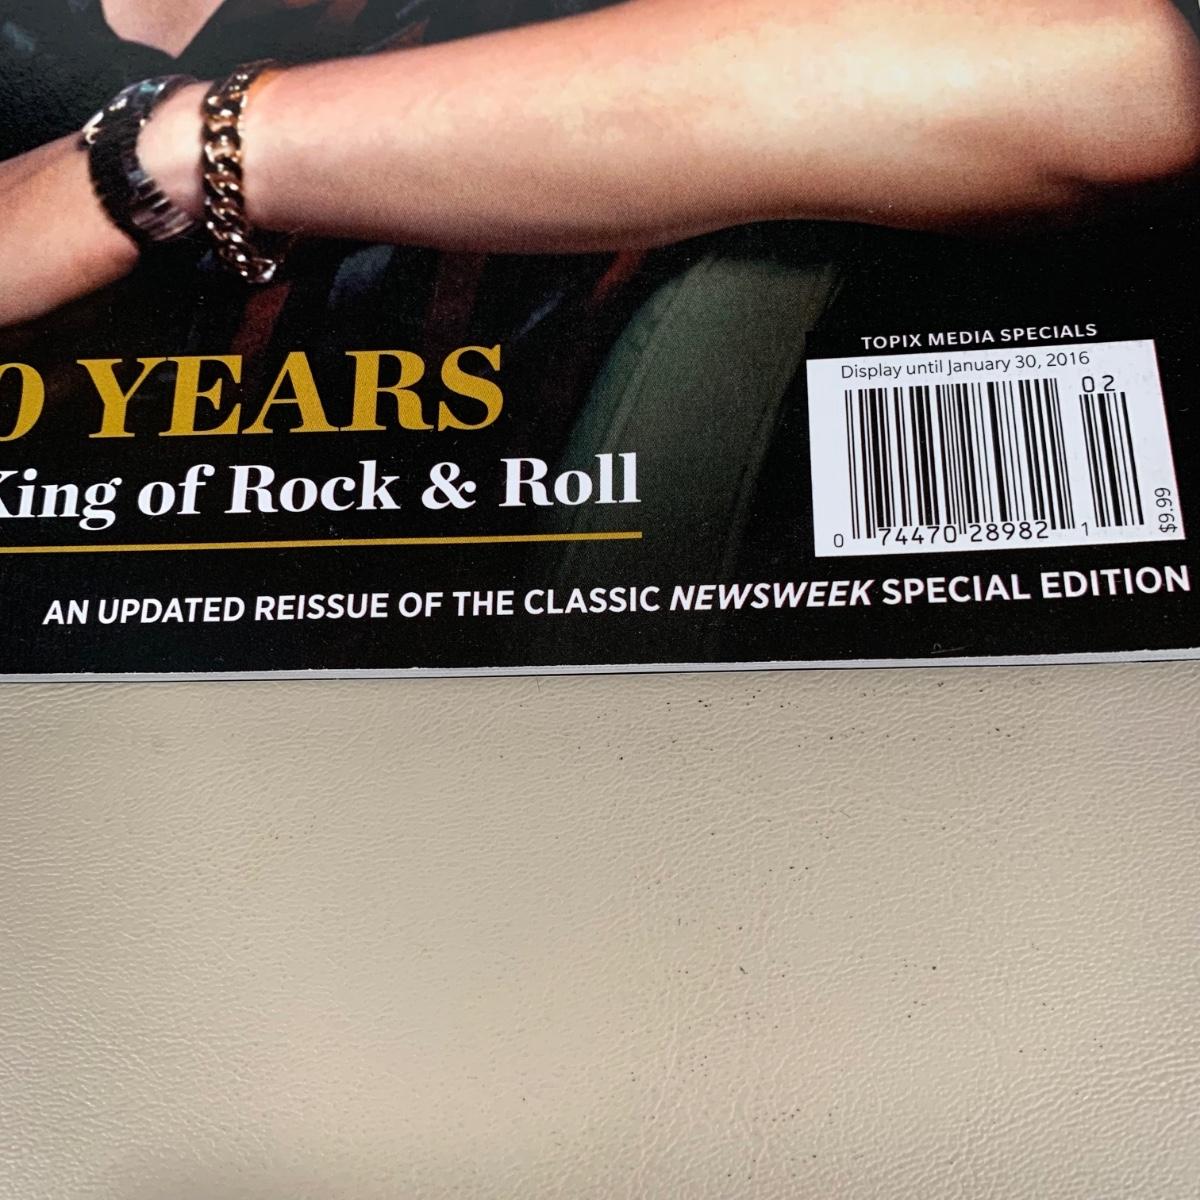 0 YEARS
King of Rock & Roll
TOPIX MEDIA SPECIALS
Display until January 30, 2016
02
0 74470 28982 1
$9.99
AN UPDATED REISSUE OF THE CLASSIC NEWSWEEK SPECIAL EDITION